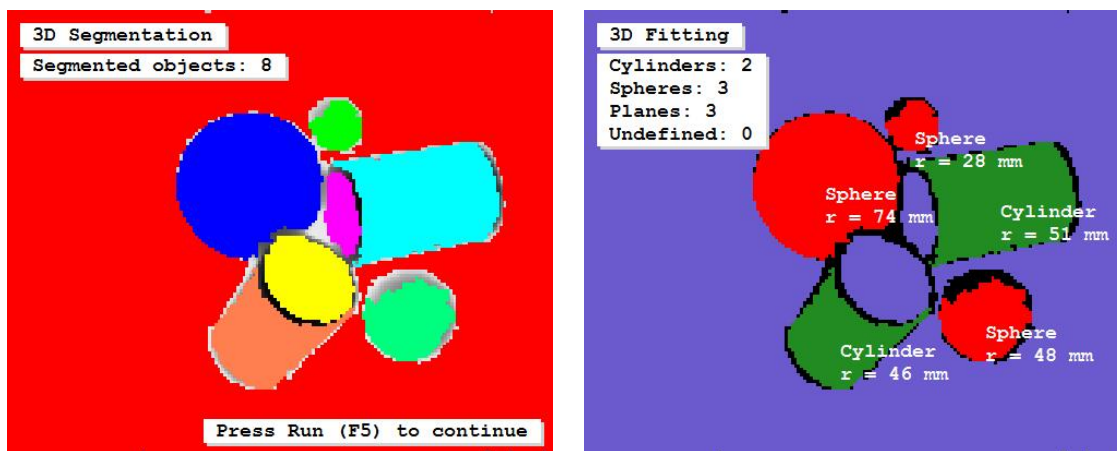 3D Segmentation
Segmented objects: 8
Press Run (F5) to continue
3D Fitting
Cylinders: 2
Spheres: 3
Planes: 3
Undefined: 0
Sphere
r = 28 mm
Sphere
r = 74 mm
Cylinder
r = 51 mm
Sphere
r = 48 mm
Cylinder
r = 46 mm